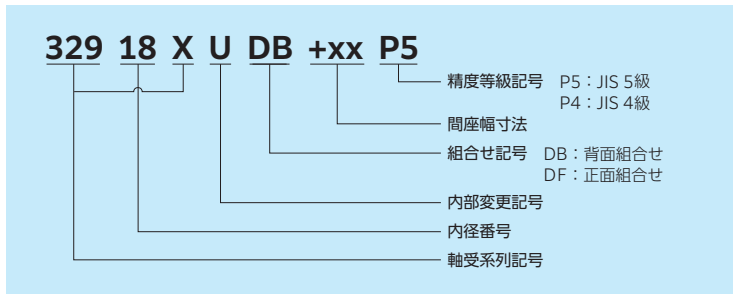 329 18 X U DB +xx P5
精度等級記号 P5：JIS 5級
P4：JIS 4級
間座幅寸法
組合せ記号 DB：背面組合せ
DF：正面組合せ
内部変更記号
内径番号
軸受系列記号